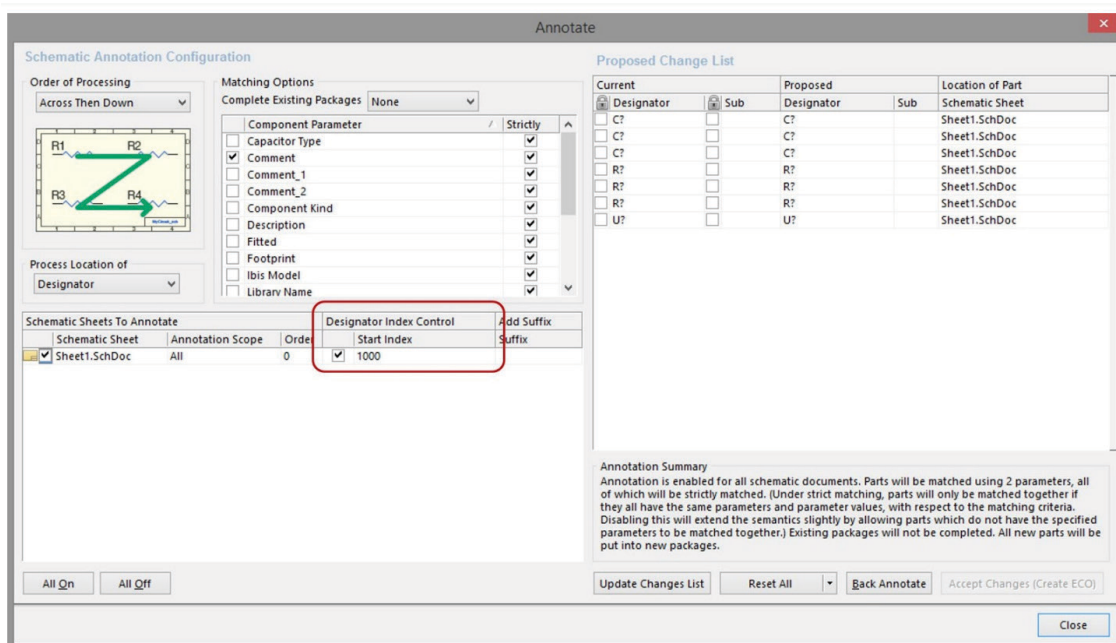 Annotate
Schematic Annotation Configuration
Order of Processing
Across Then Down
R1 R2
R3 R4
Process Location of
Designator
Matching Options
Complete Existing Packages None
Component Parameter / Strictly
Capacitor Type
Comment
Comment_1
Comment_2
Component Kind
Description
Fitted
Footprint
Ibis Model
Library Name
Schematic Sheets To Annotate Designator Index Control Add Suffix
Schematic Sheet Annotation Scope Order Start Index Suffix
Sheet1.SchDoc All 0 1000
All On All Off
Proposed Change List
Current Proposed Location of Part
Designator Sub Designator Sub Schematic Sheet
C? C? Sheet1.SchDoc
C? C? Sheet1.SchDoc
C? C? Sheet1.SchDoc
R? R? Sheet1.SchDoc
R? R? Sheet1.SchDoc
R? R? Sheet1.SchDoc
U? U? Sheet1.SchDoc
Annotation Summary
Annotation is enabled for all schematic documents. Parts will be matched using 2 parameters, all
of which will be strictly matched. (Under strict matching, parts will only be matched together if
they all have the same parameters and parameter values, with respect to the matching criteria.
Disabling this will extend the semantics slightly by allowing parts which do not have the specified
parameters to be matched together.) Existing packages will not be completed. All new parts will be
put into new packages.
Update Changes List Reset All Back Annotate Accept Changes (Create ECO)
Close